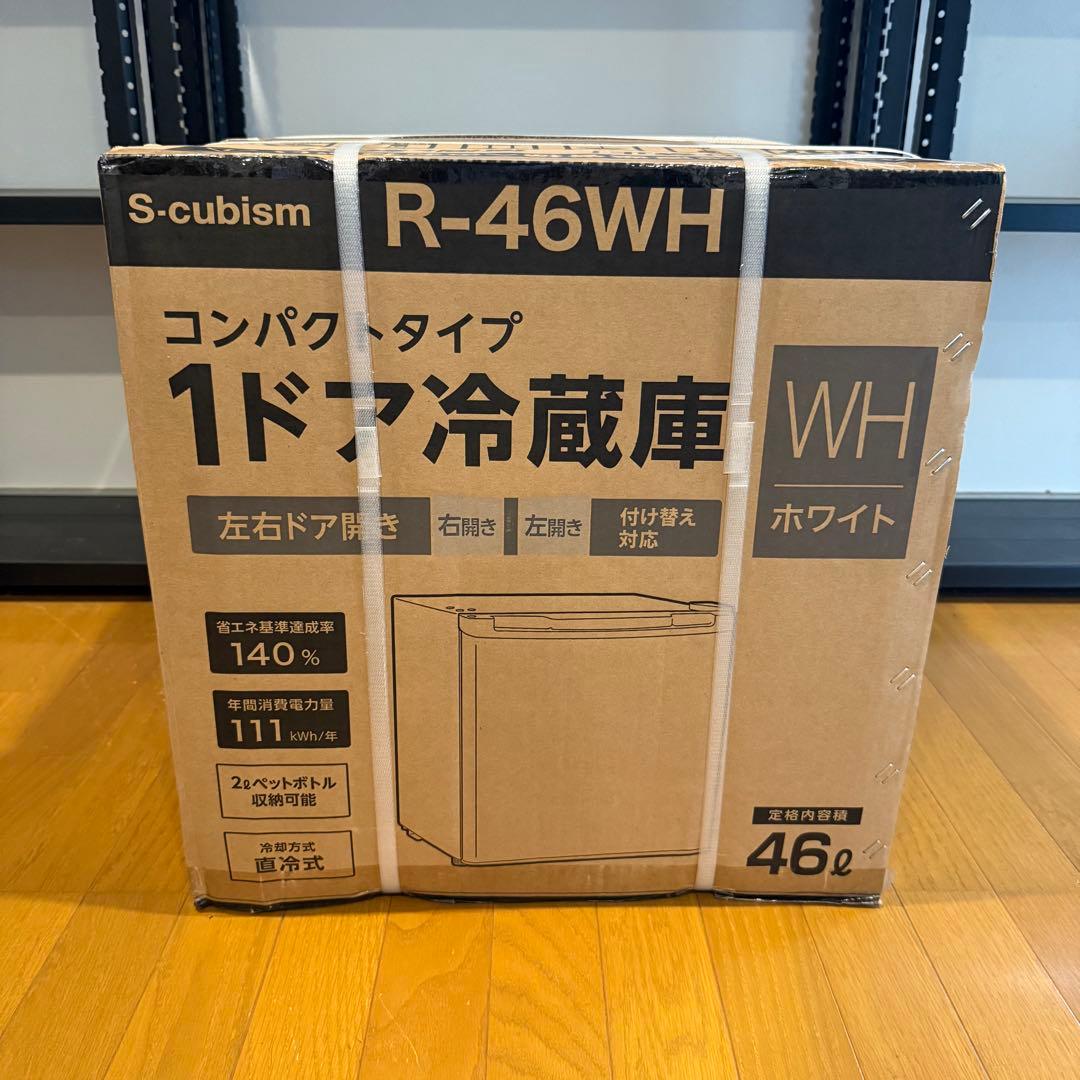 S-cubism
R-46WH
コンパクトタイプ
1ドア冷蔵庫
WH
ホワイト
左右ドア開き
右開き
左開き
付け替え
対応
省エネ基準達成率
140 %
年間消費電力量
111 kWh/年
2ℓペットボトル
収納可能
冷却方式
直冷式
定格内容積
46ℓ